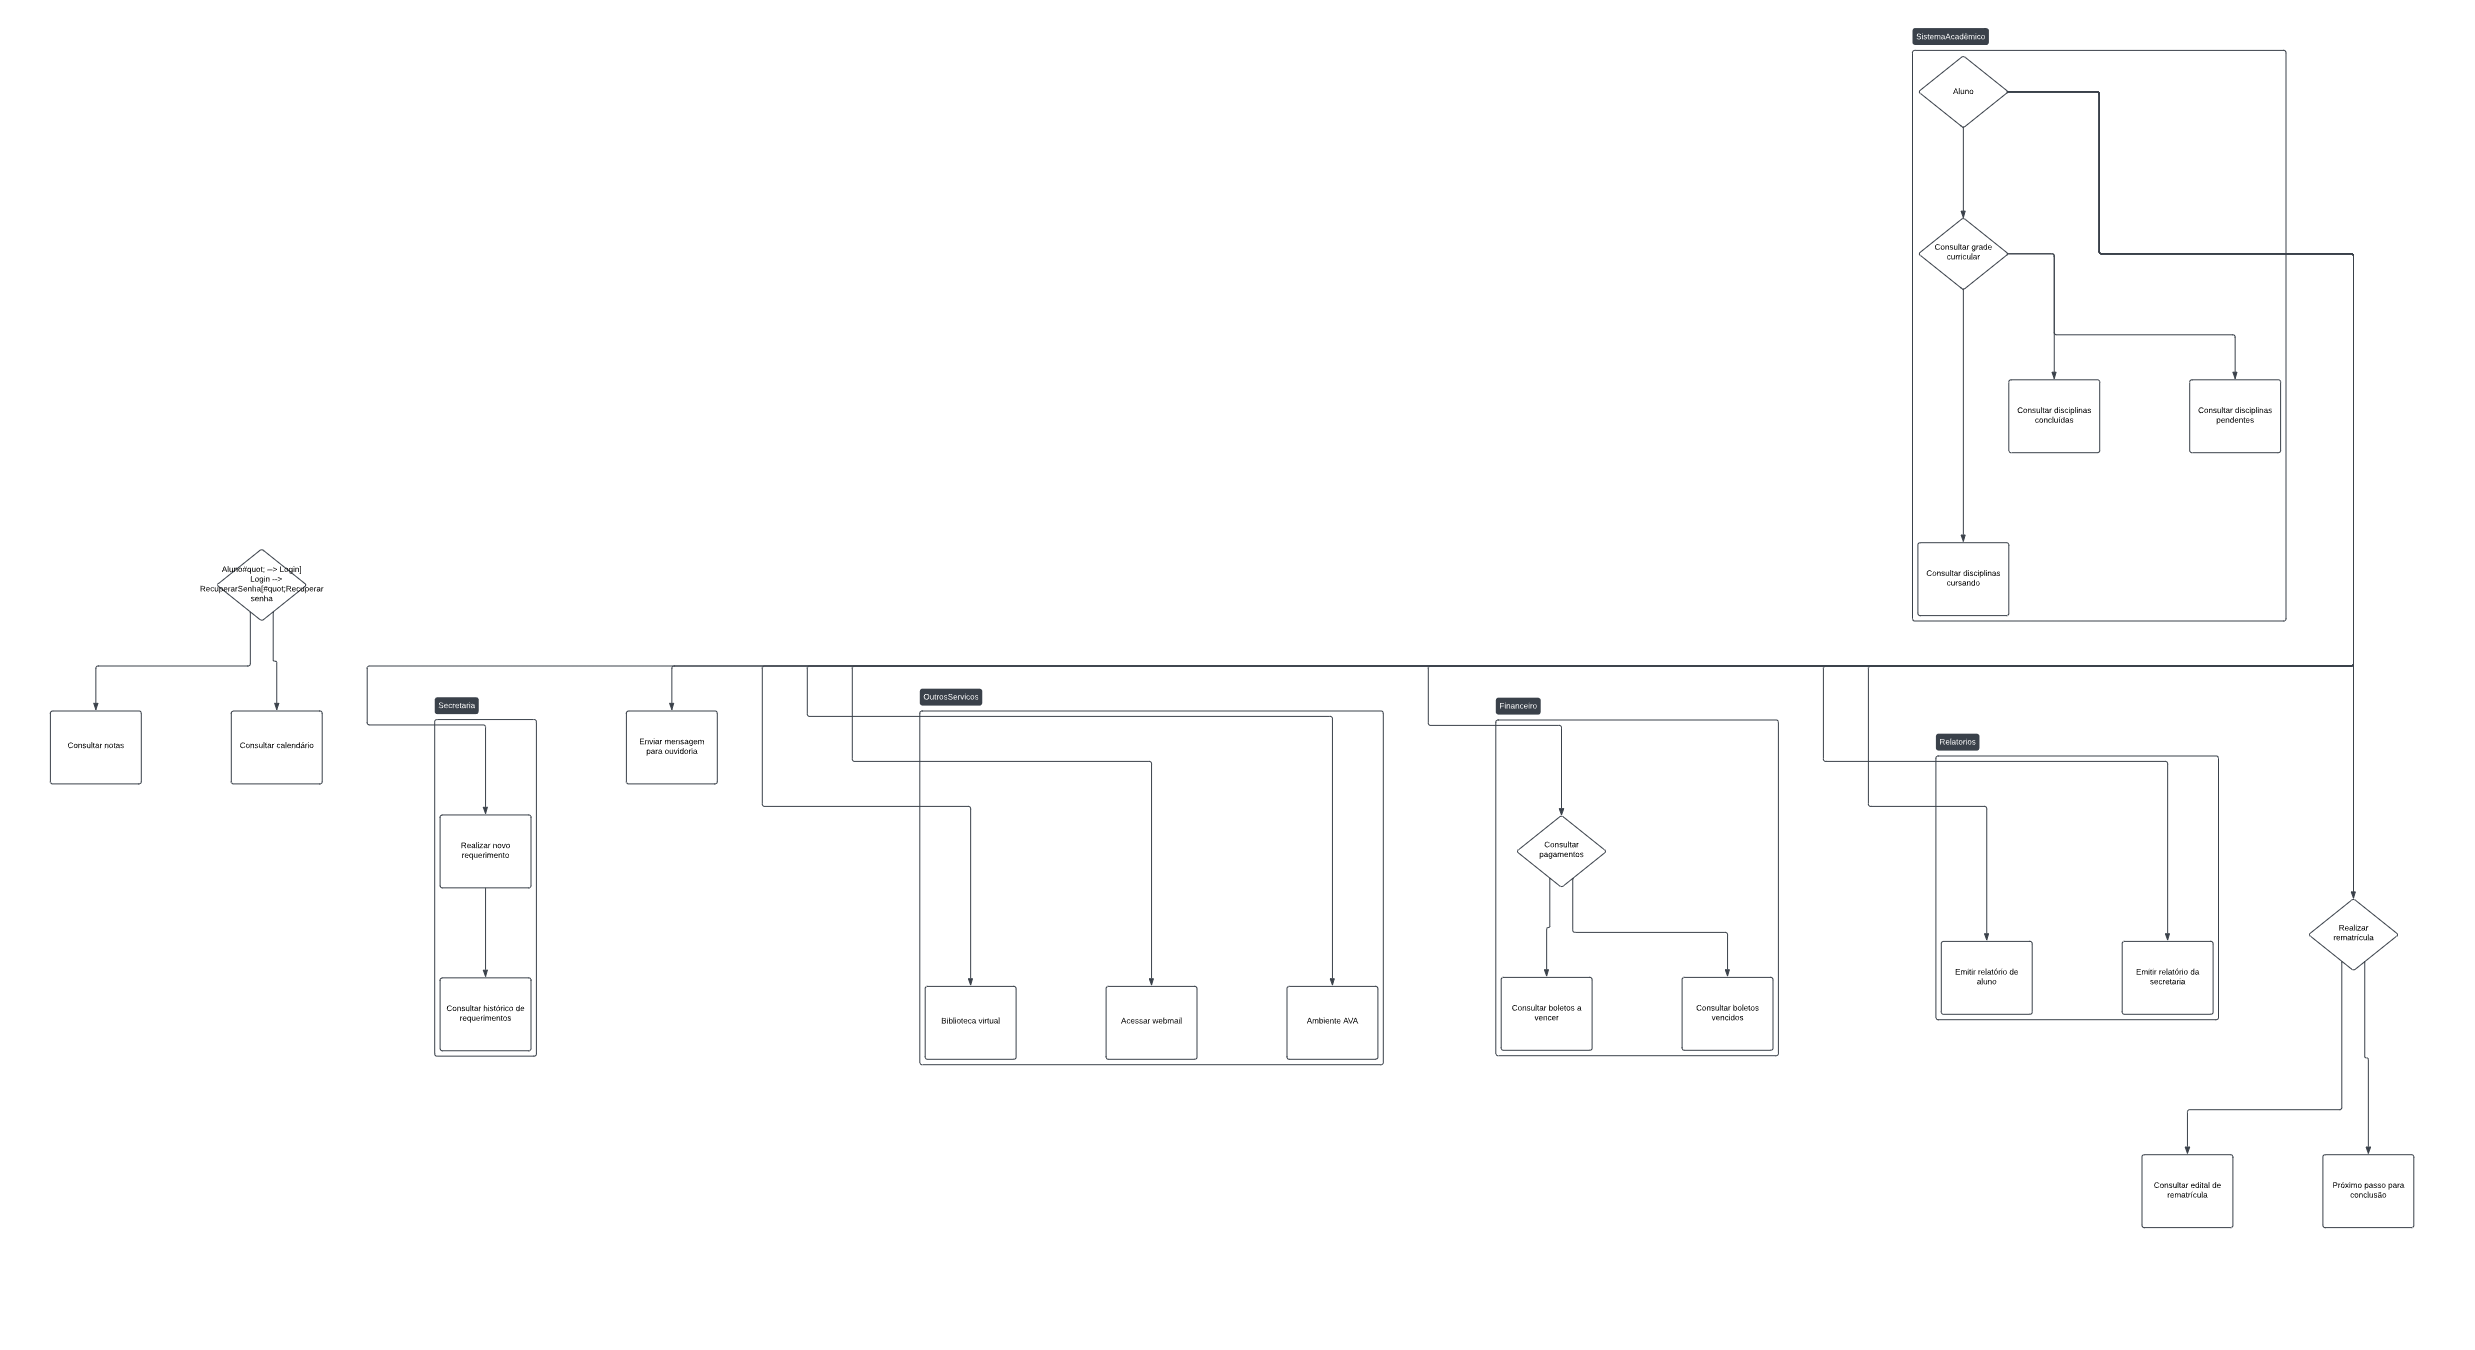 SistemaAcadêmico
Aluno
Consultar grade
curricular
Consultar disciplinas
concluídas
Consultar disciplinas
pendentes
Consultar disciplinas
cursando
Aluno#quot; --> Login]
Login -->
RecuperarSenha[#quot;Recuperar
senha
Consultar notas
Consultar calendário
Secretaria
Realizar novo
requerimento
Consultar histórico de
requerimentos
Enviar mensagem
para ouvidoria
OutrosServicos
Biblioteca virtual
Acessar webmail
Ambiente AVA
Financeiro
Consultar
pagamentos
Consultar boletos a
vencer
Consultar boletos
vencidos
Relatorios
Emitir relatório de
aluno
Emitir relatório da
secretaria
Realizar
rematrícula
Consultar edital de
rematrícula
Próximo passo para
conclusão